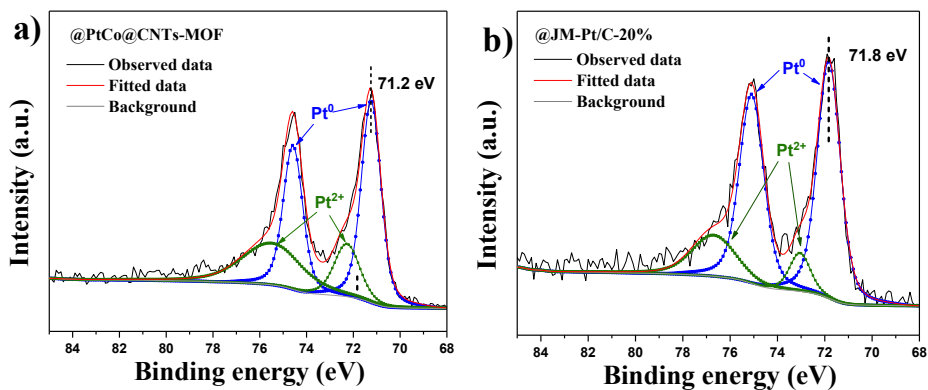 a)
@PtCo@CNTs-MOF
Observed data
Fitted data
Background
71.2 eV
Pt0
Pt2+
Intensity (a.u.)
84 82 80 78 76 74 72 70 68
Binding energy (eV)
b)
@JM-Pt/C-20%
Observed data
Fitted data
Background
71.8 eV
Pt0
Pt2+
Intensity (a.u.)
84 82 80 78 76 74 72 70 68
Binding energy (eV)